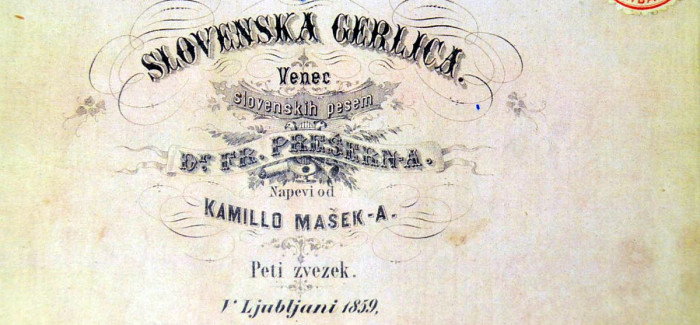 SLOVENSKA GERLICA.
Venec
slovenskih pesem
Dr FR. PREŠERN-A.
Napevi od
KAMILLO MAŠEK-A.
Peti zvezek.
V Ljubljani 1859,